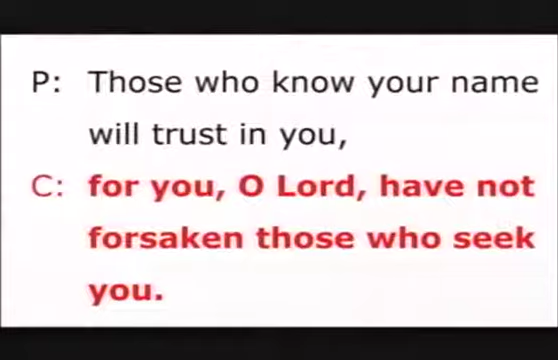 P: Those who know your name
will trust in you,
C: for you, O Lord, have not
forsaken those who seek
you.